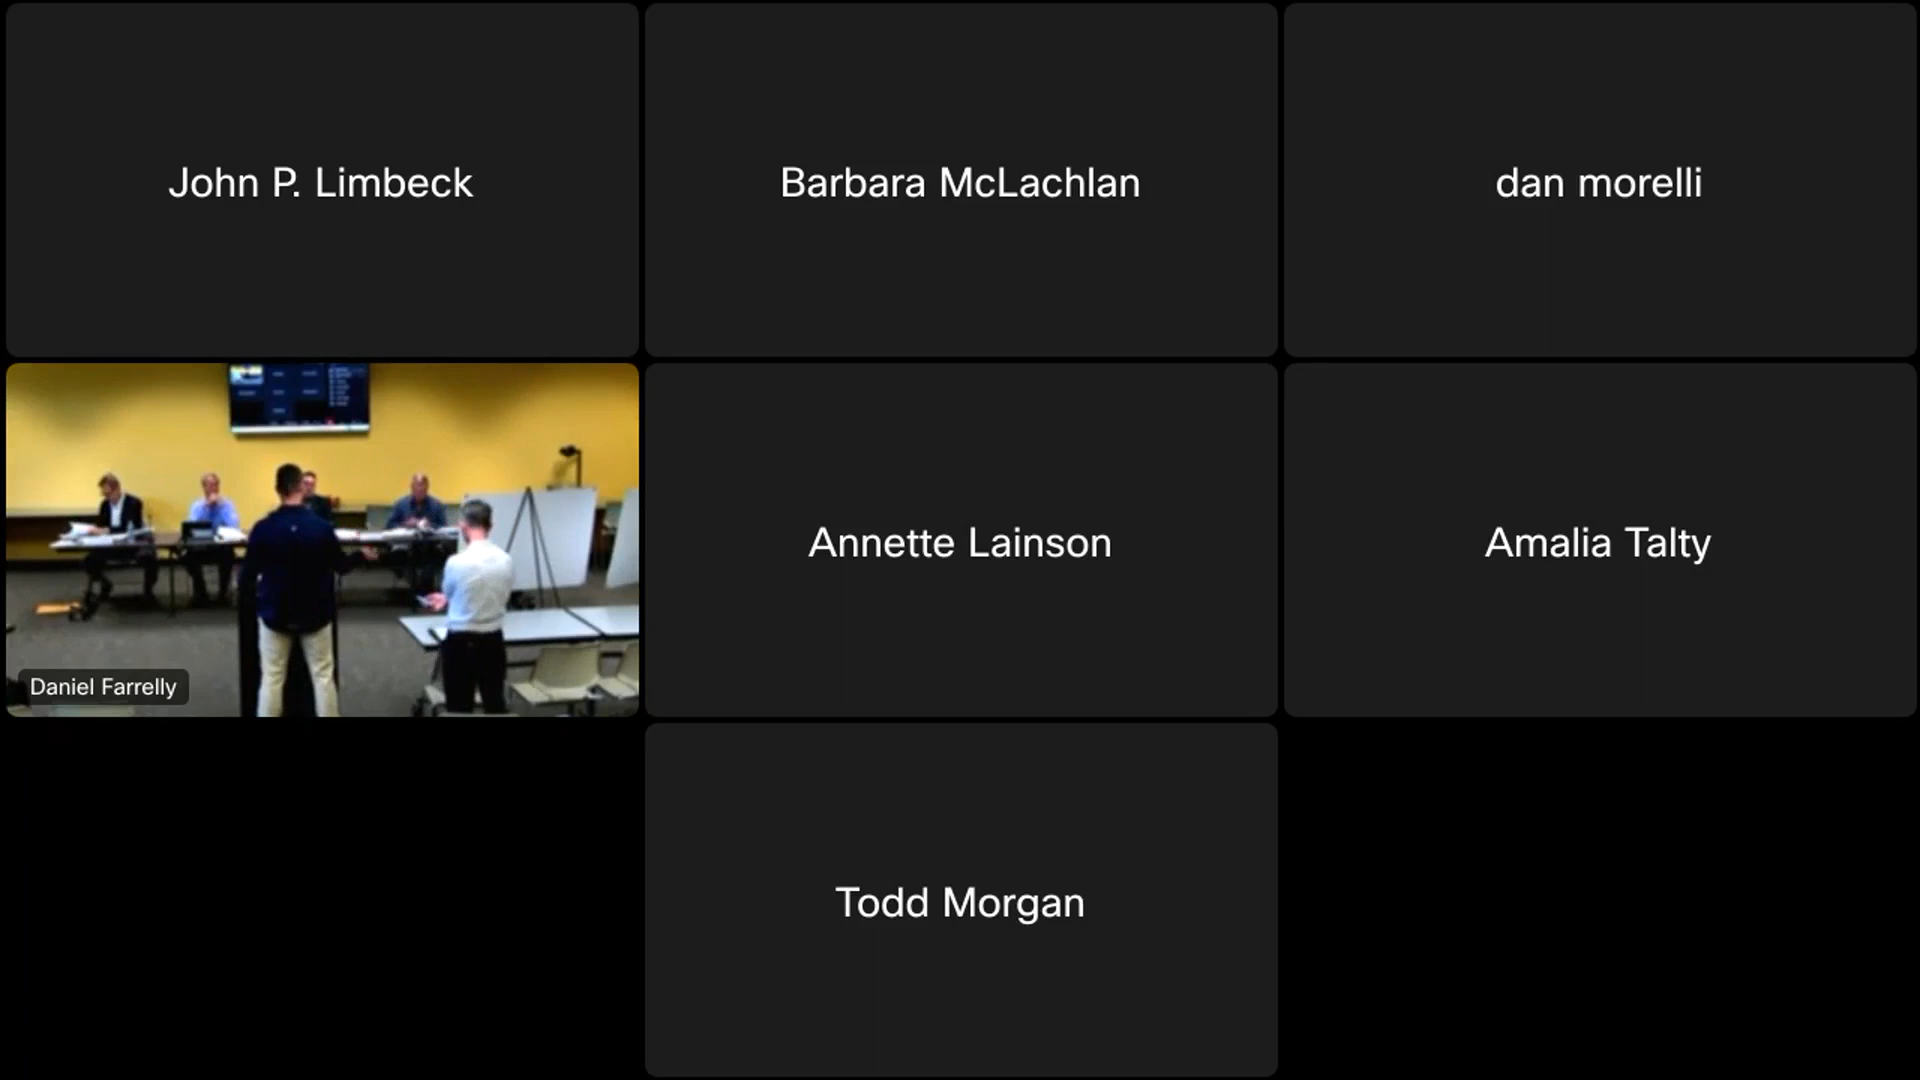 John P. Limbeck
Barbara McLachlan
dan morelli
Daniel Farrelly
Annette Lainson
Amalia Talty
Todd Morgan